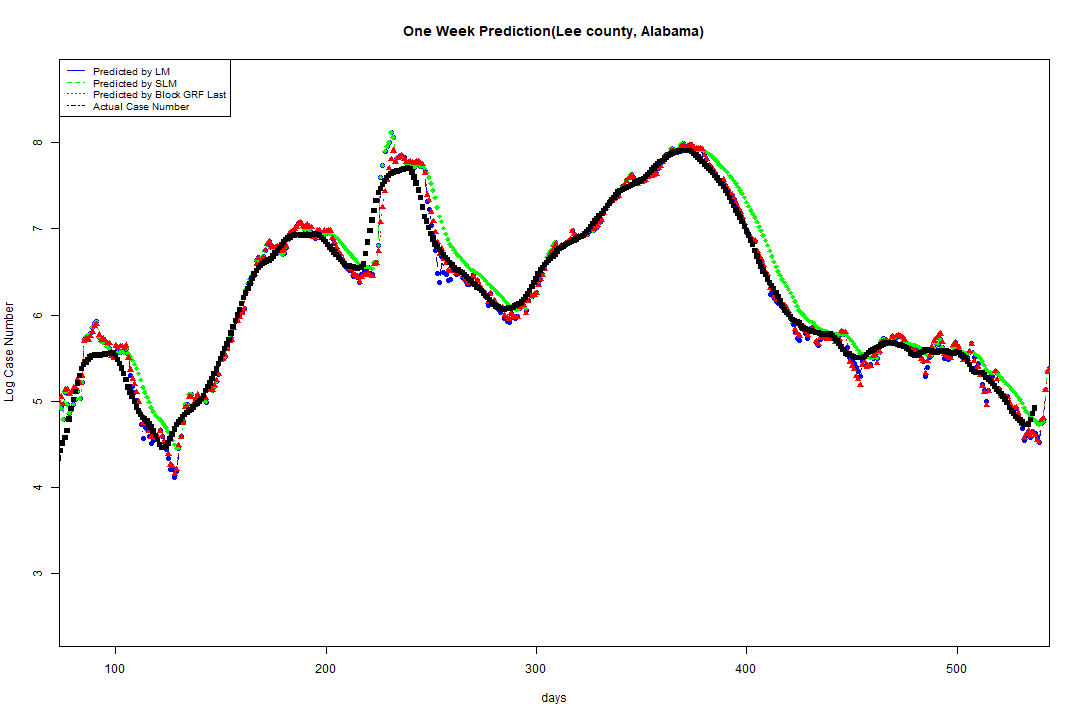 One Week Prediction(Lee county, Alabama)
Predicted by LM
Predicted by SLM
Predicted by Block GRF Last
Actual Case Number
8
7
6
5
4
3
Log Case Number
100 200 300 400 500
days